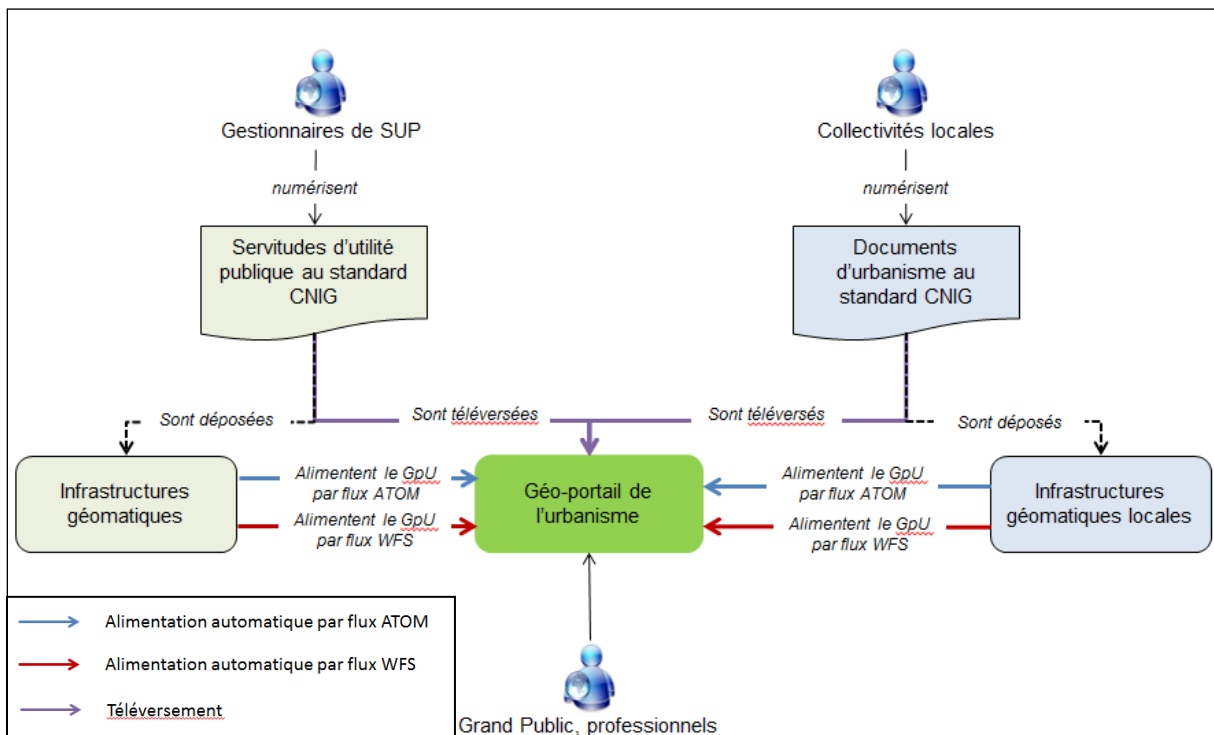 Gestionnaires de SUP
Collectivités locales
numérisent
numérisent
Servitudes d'utilité
publique au standard
CNIG
Documents
d'urbanisme au
standard CNIG
Sont déposées
Sont téléversées
Sont téléversés
Sont déposés
Infrastructures
géomatiques
Alimentent le GpU
par flux ATOM
Alimentent le GpU
par flux WFS
Géo-portail de
l'urbanisme
Alimentent le GpU
par flux ATOM
Alimentent le GpU
par flux WFS
Infrastructures
géomatiques locales
Alimentation automatique par flux ATOM
Alimentation automatique par flux WFS
Téléversement
Grand Public, professionnels